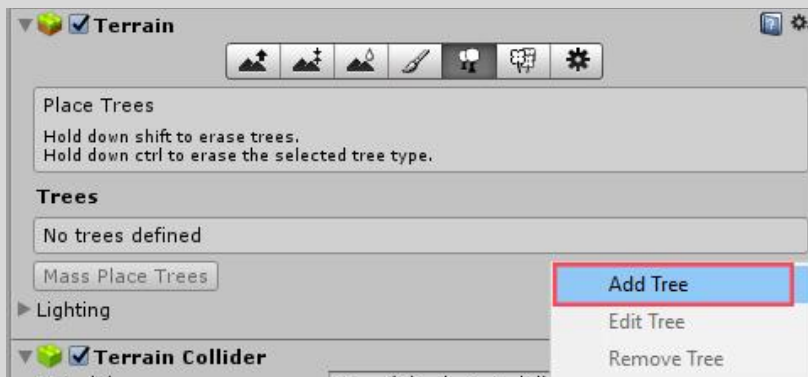 Terrain
Place Trees
Hold down shift to erase trees.
Hold down ctrl to erase the selected tree type.
Trees
No trees defined
Mass Place Trees
Add Tree
Lighting
Edit Tree
Terrain Collider
Remove Tree